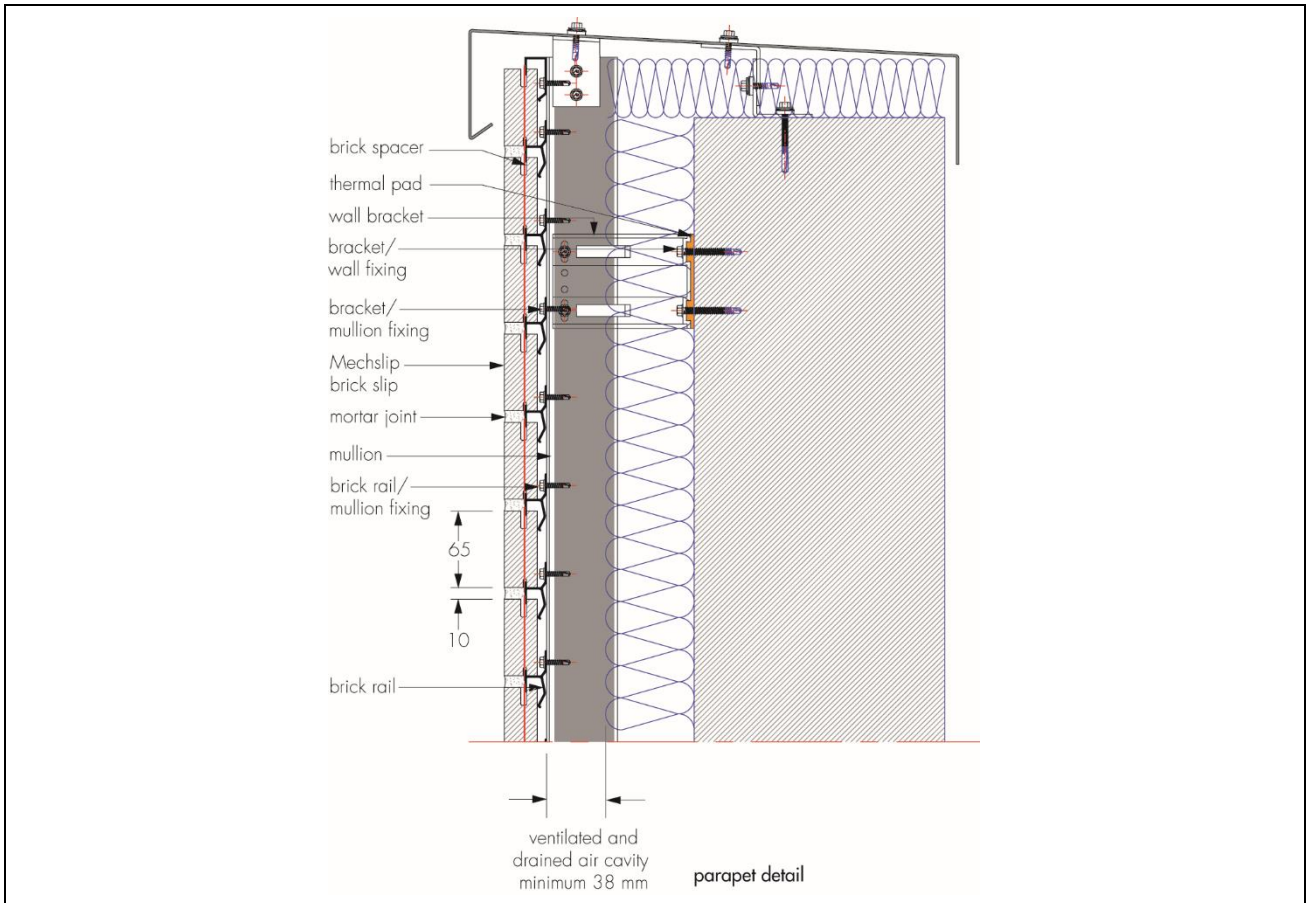 brick spacer
thermal pad
wall bracket
bracket/
wall fixing
bracket/
mullion fixing
Mechslip
brick slip
mortar joint
mullion
brick rail/
mullion fixing
65
10
brick rail
ventilated and
drained air cavity
minimum 38 mm
parapet detail